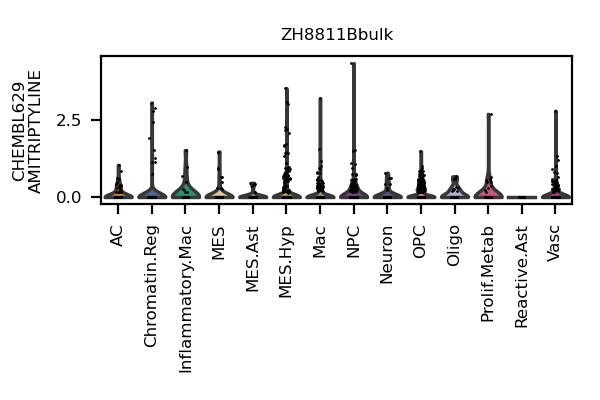 ZH8811Bbulk
CHEMBL629
AMITRIPTYLINE
2.5
0.0
AC
Chromatin.Reg
Inflammatory.Mac
MES
MES.Ast
MES.Hyp
Mac
NPC
Neuron
OPC
Oligo
Prolif.Metab
Reactive.Ast
Vasc